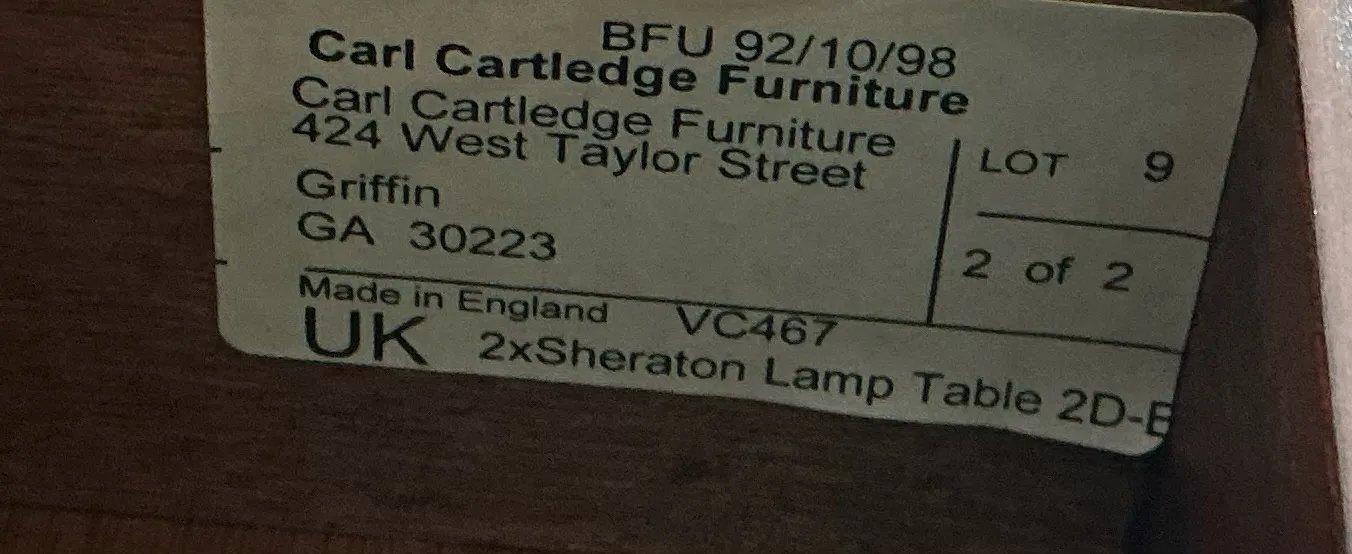 BFU 92/10/98
Carl Cartledge Furniture
Carl Cartledge Furniture
424 West Taylor Street
Griffin
GA 30223
LOT 9
2 of 2
Made in England VC467
UK 2xSheraton Lamp Table 2D-E